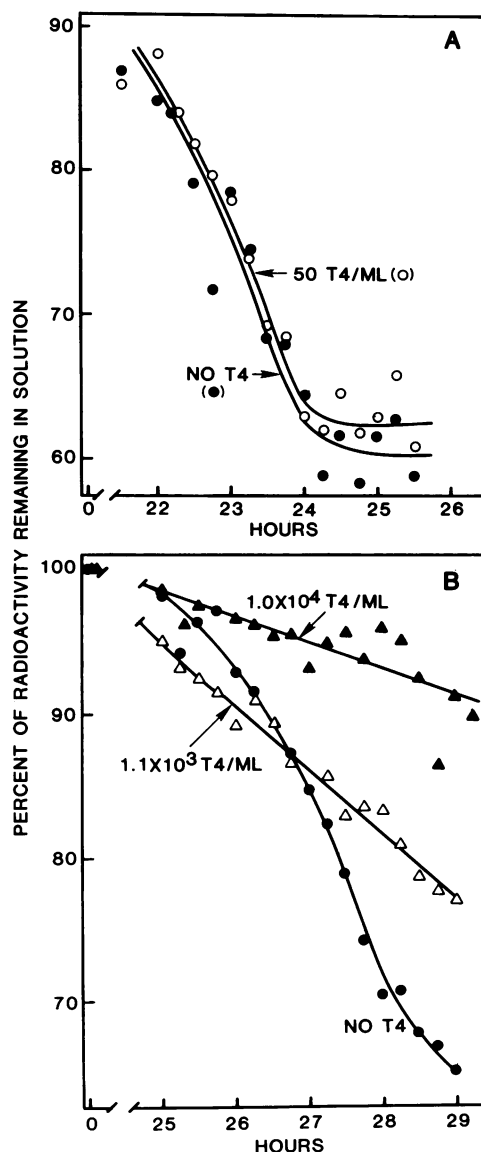 PERCENT OF RADIOACTIVITY REMAINING IN SOLUTION
A
90
80
70
60
50 T4/ML (○)
NO T4
(●)
0 22 23 24 25 26
HOURS
B
100
90
80
70
1.0X10⁴ T4/ML
1.1X10³ T4/ML
NO T4
0 25 26 27 28 29
HOURS